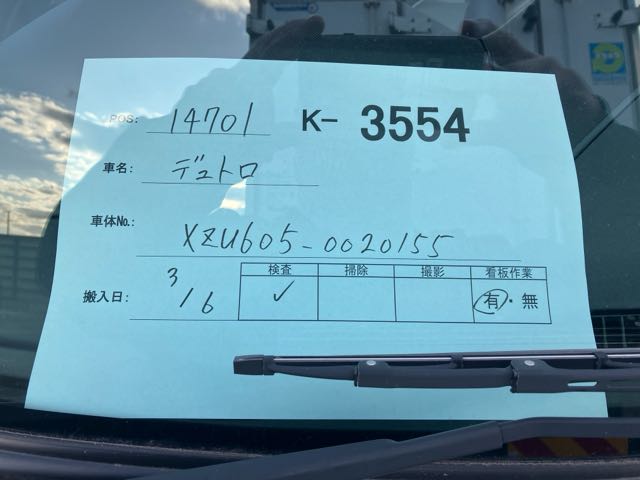 POS: 14701 K- 3554
車名: デュトロ
車体No.: XZU605-0020155
搬入日: 3/6
検査 掃除 撮影 看板作業
✓ 有・無